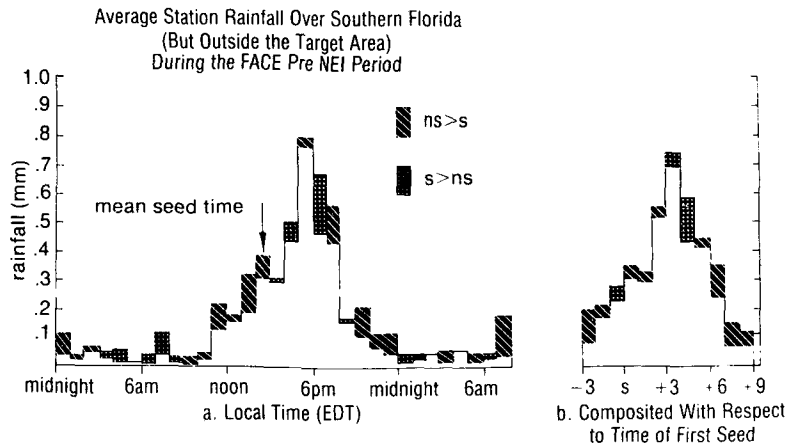 Average Station Rainfall Over Southern Florida
(But Outside the Target Area)
During the FACE Pre NEI Period
1.0
.9
.8
.7
.6
.5
.4
.3
.2
.1
rainfall (mm)
mean seed time
ns>s
s>ns
midnight 6am noon 6pm midnight 6am
a. Local Time (EDT)
-3 s +3 +6 +9
b. Composited With Respect
to Time of First Seed